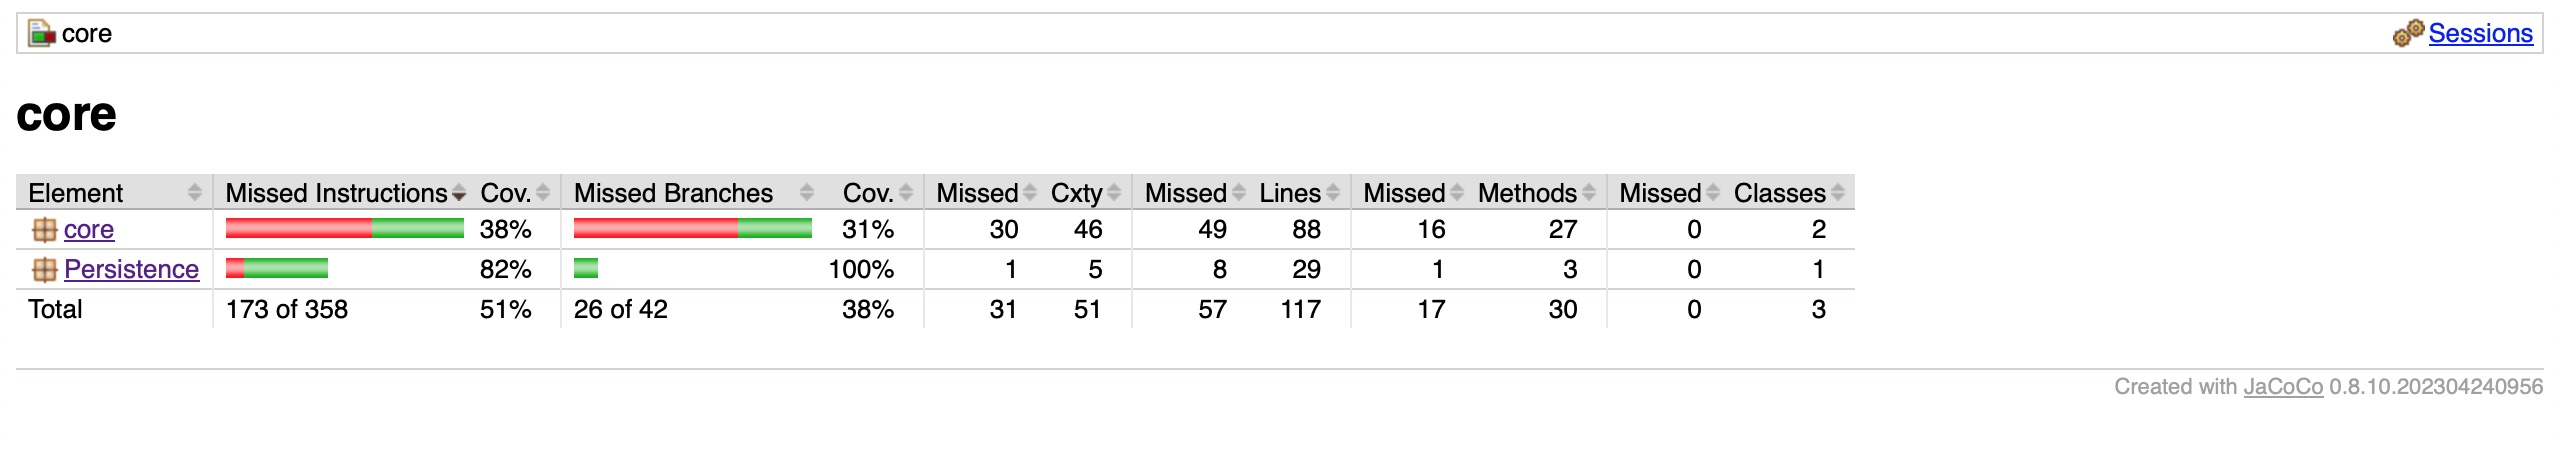 core Sessions
core
Element Missed Instructions Cov. Missed Branches Cov. Missed Cxty Missed Lines Missed Methods Missed Classes
core 38% 31% 30 46 49 88 16 27 0 2
Persistence 82% 100% 1 5 8 29 1 3 0 1
Total 173 of 358 51% 26 of 42 38% 31 51 57 117 17 30 0 3
Created with JaCoCo 0.8.10.202304240956